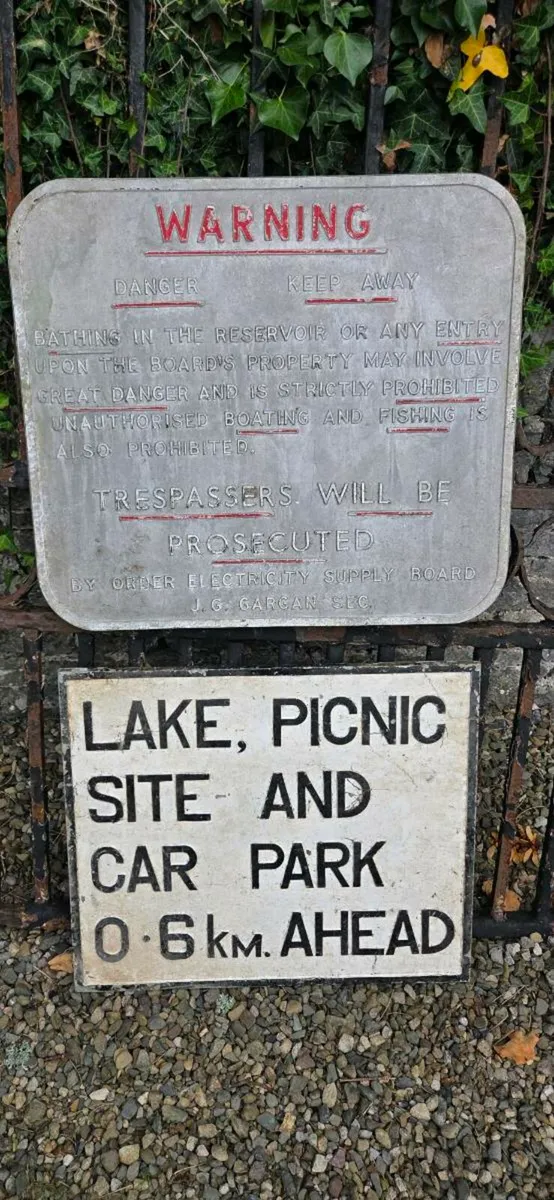 WARNING
DANGER KEEP AWAY
BATHING IN THE RESERVOIR OR ANY ENTRY
UPON THE BOARD'S PROPERTY MAY INVOLVE
GREAT DANGER AND IS STRICTLY PROHIBITED
UNAUTHORISED BOATING AND FISHING IS
ALSO PROHIBITED.
TRESPASSERS. WILL BE
PROSECUTED
BY ORDER ELECTRICITY SUPPLY BOARD
J. G. GARGAN SEC.
LAKE, PICNIC
SITE AND
CAR PARK
0·6 KM. AHEAD